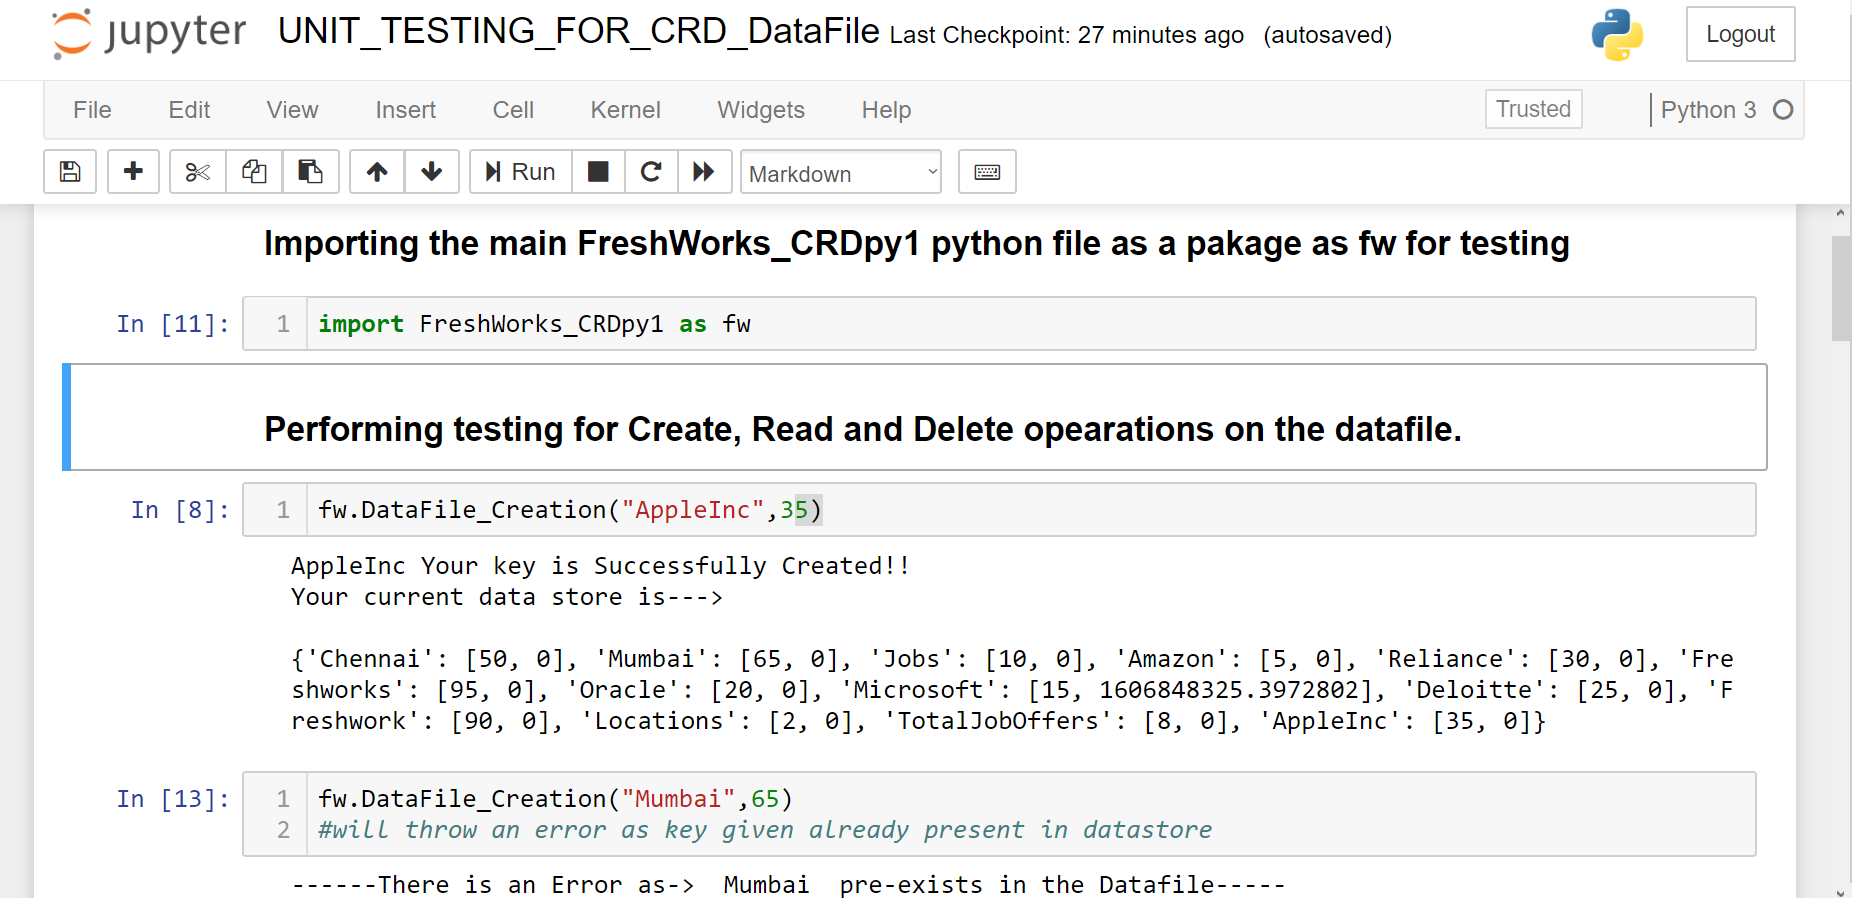 jupyter UNIT_TESTING_FOR_CRD_DataFile Last Checkpoint: 27 minutes ago (autosaved) Logout
File Edit View Insert Cell Kernel Widgets Help Trusted Python 3
Run Markdown
Importing the main FreshWorks_CRDpy1 python file as a pakage as fw for testing
In [11]: 1 import FreshWorks_CRDpy1 as fw
Performing testing for Create, Read and Delete opearations on the datafile.
In [8]: 1 fw.DataFile_Creation("AppleInc",35)
AppleInc Your key is Successfully Created!!
Your current data store is--->
{'Chennai': [50, 0], 'Mumbai': [65, 0], 'Jobs': [10, 0], 'Amazon': [5, 0], 'Reliance': [30, 0], 'Fre
shworks': [95, 0], 'Oracle': [20, 0], 'Microsoft': [15, 1606848325.3972802], 'Deloitte': [25, 0], 'F
reshwork': [90, 0], 'Locations': [2, 0], 'TotalJobOffers': [8, 0], 'AppleInc': [35, 0]}
In [13]: 1 fw.DataFile_Creation("Mumbai",65)
2 #will throw an error as key given already present in datastore
------There is an Error as->  Mumbai  pre-exists in the Datafile-----